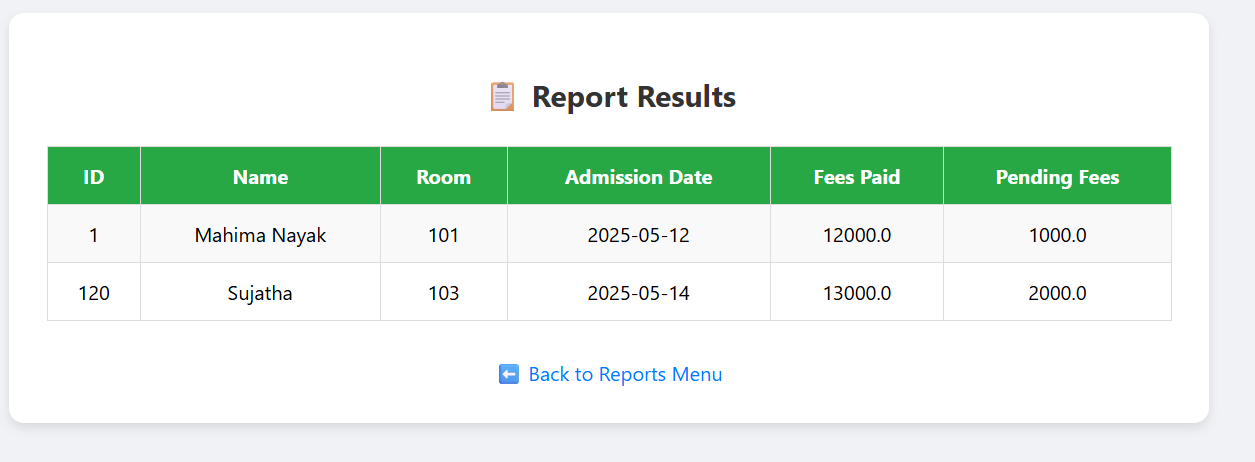 📋 Report Results
ID Name Room Admission Date Fees Paid Pending Fees
1 Mahima Nayak 101 2025-05-12 12000.0 1000.0
120 Sujatha 103 2025-05-14 13000.0 2000.0
⬅️ Back to Reports Menu